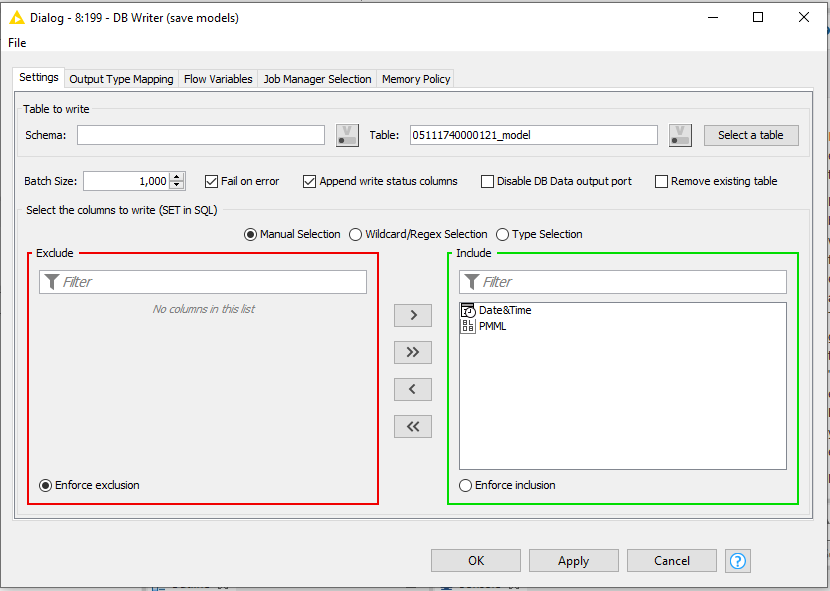 Dialog - 8:199 - DB Writer (save models)
File
Settings Output Type Mapping Flow Variables Job Manager Selection Memory Policy
Table to write
Schema: Table: 05111740000121_model Select a table
Batch Size: 1,000 Fail on error Append write status columns Disable DB Data output port Remove existing table
Select the columns to write (SET in SQL)
Manual Selection Wildcard/Regex Selection Type Selection
Exclude Include
Filter Filter
No columns in this list Date&Time
PMML
Enforce exclusion Enforce inclusion
OK Apply Cancel ?